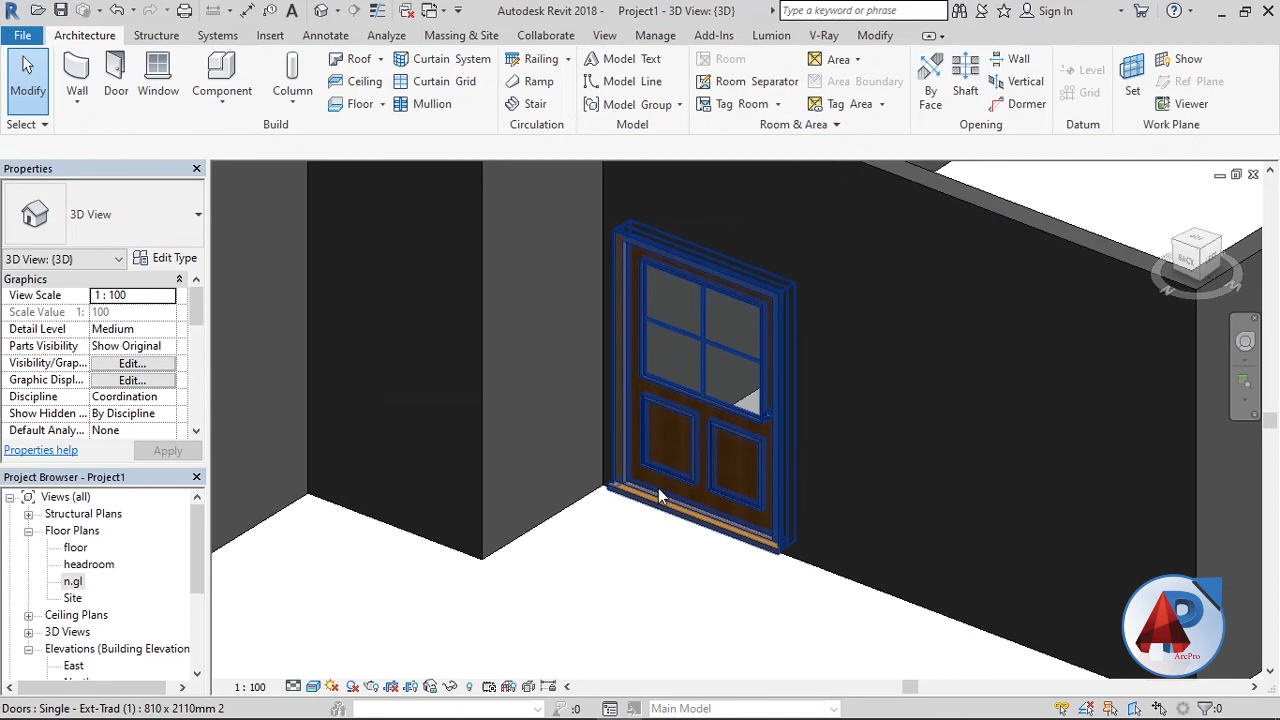 Autodesk Revit 2018 - Project1 - 3D View: {3D}
Type a keyword or phrase
Sign In
File Architecture Structure Systems Insert Annotate Analyze Massing & Site Collaborate View Manage Add-Ins Lumion V-Ray Modify
Modify
Wall
Door
Window
Component
Column
Roof
Ceiling
Floor
Curtain System
Curtain Grid
Mullion
Railing
Ramp
Stair
Model Text
Model Line
Model Group
Room
Room Separator
Tag Room
Area
Area Boundary
Tag Area
By
Face
Shaft
Wall
Vertical
Dormer
Level
Grid
Set
Show
Ref Plane
Viewer
Select Build Circulation Model Room & Area Opening Datum Work Plane
Properties
3D View
3D View: {3D} Edit Type
Graphics
View Scale 1 : 100
Scale Value 1: 100
Detail Level Medium
Parts Visibility Show Original
Visibility/Grap... Edit...
Graphic Displ... Edit...
Discipline Coordination
Show Hidden ... By Discipline
Default Analy... None
Properties help Apply
Project Browser - Project1
Views (all)
Structural Plans
Floor Plans
floor
headroom
n.gl
Site
Ceiling Plans
3D Views
Elevations (Building Elevation
East
BACK
ArcPro
1 : 100
Doors : Single - Ext-Trad (1) : 810 x 2110mm 2
:0
Main Model
:0